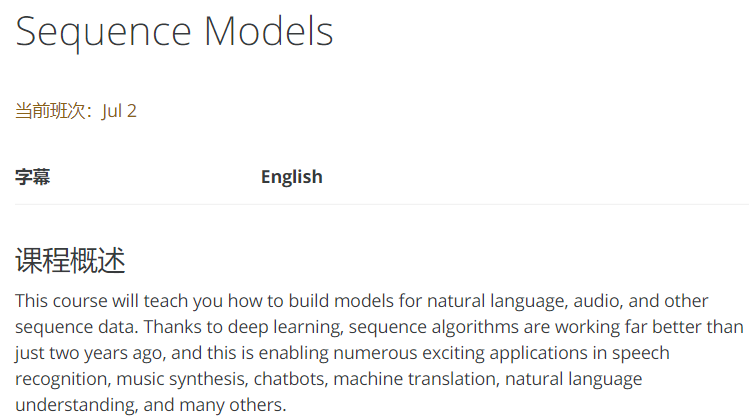 Sequence Models
当前班次：Jul 2
字幕 English
课程概述
This course will teach you how to build models for natural language, audio, and other
sequence data. Thanks to deep learning, sequence algorithms are working far better than
just two years ago, and this is enabling numerous exciting applications in speech
recognition, music synthesis, chatbots, machine translation, natural language
understanding, and many others.